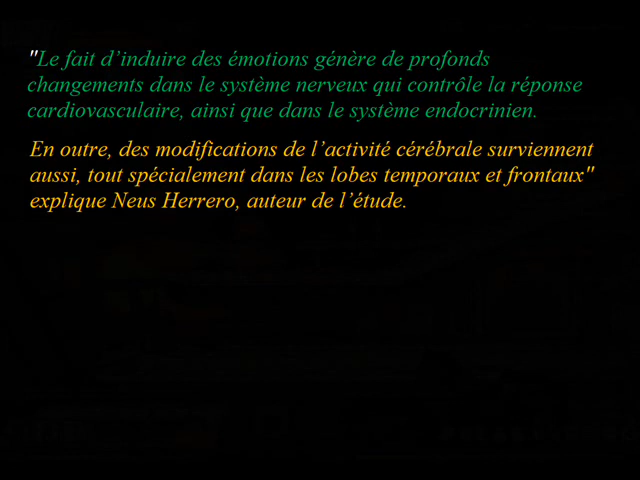 "Le fait d’induire des émotions génère de profonds
changements dans le système nerveux qui contrôle la réponse
cardiovasculaire, ainsi que dans le système endocrinien.
En outre, des modifications de l’activité cérébrale surviennent
aussi, tout spécialement dans les lobes temporaux et frontaux"
explique Neus Herrero, auteur de l’étude.